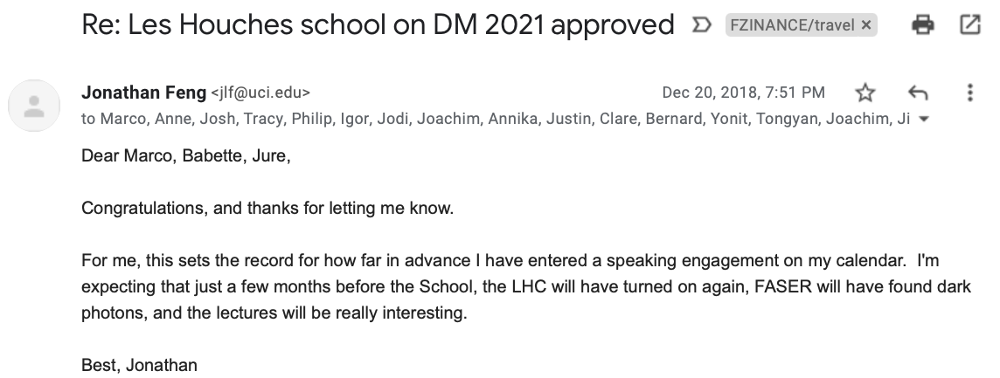 Re: Les Houches school on DM 2021 approved FZINANCE/travel ×
Jonathan Feng <jlf@uci.edu> Dec 20, 2018, 7:51 PM
to Marco, Anne, Josh, Tracy, Philip, Igor, Jodi, Joachim, Annika, Justin, Clare, Bernard, Yonit, Tongyan, Joachim, Ji
Dear Marco, Babette, Jure,
Congratulations, and thanks for letting me know.
For me, this sets the record for how far in advance I have entered a speaking engagement on my calendar.  I'm
expecting that just a few months before the School, the LHC will have turned on again, FASER will have found dark
photons, and the lectures will be really interesting.
Best, Jonathan